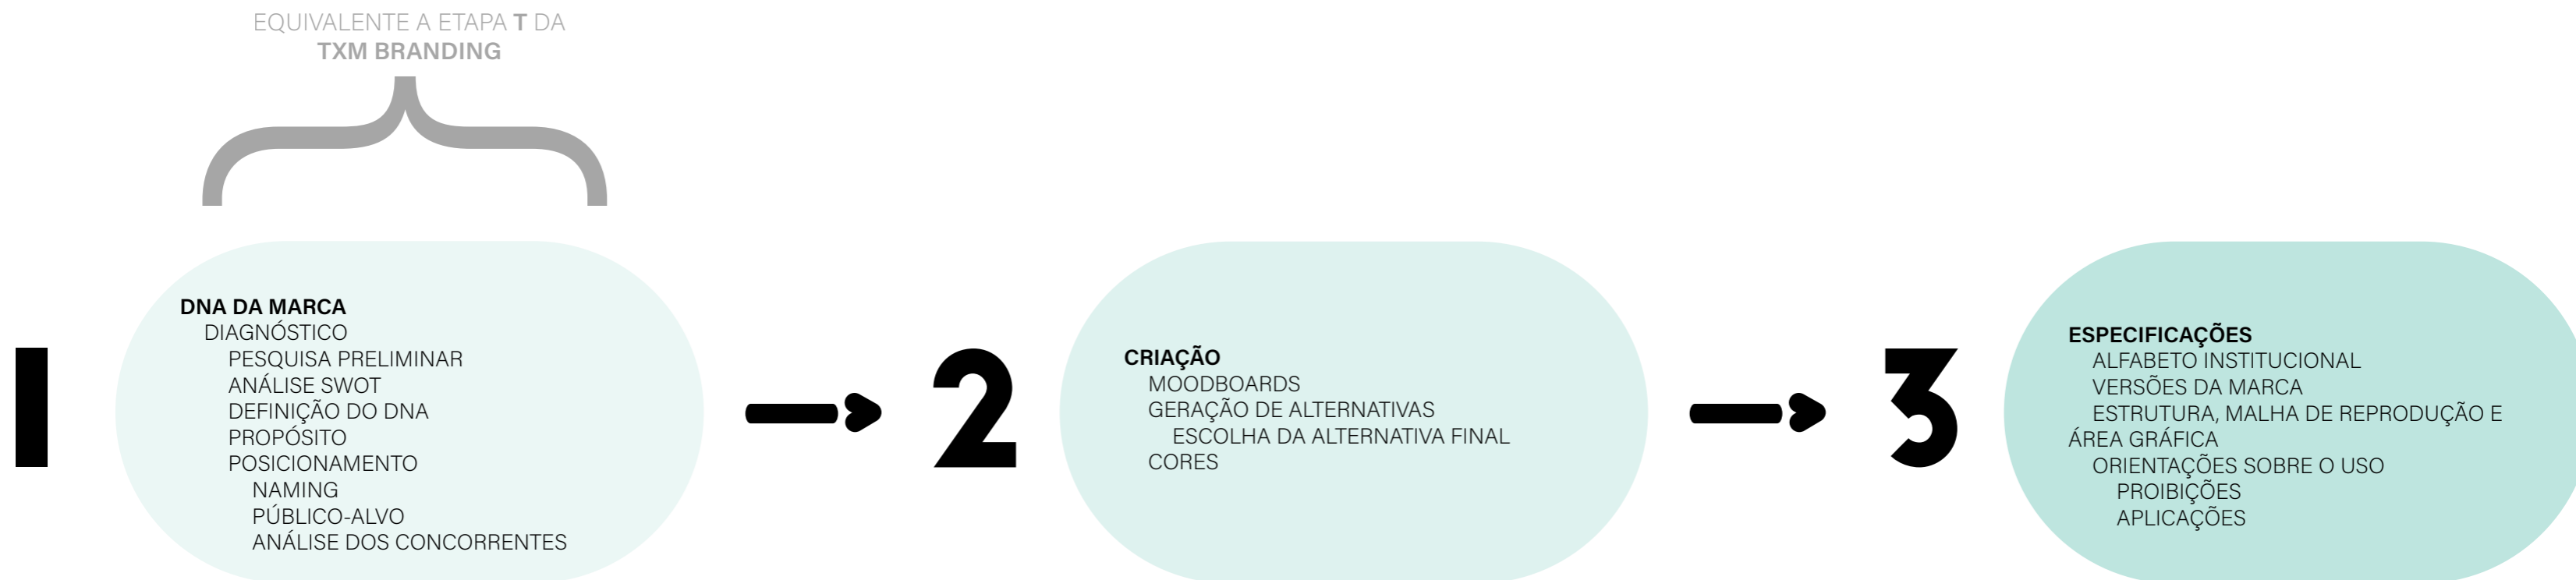 EQUIVALENTE A ETAPA T DA
TXM BRANDING
1
DNA DA MARCA
DIAGNÓSTICO
PESQUISA PRELIMINAR
ANÁLISE SWOT
DEFINIÇÃO DO DNA
PROPÓSITO
POSICIONAMENTO
NAMING
PÚBLICO-ALVO
ANÁLISE DOS CONCORRENTES
2
CRIAÇÃO
MOODBOARDS
GERAÇÃO DE ALTERNATIVAS
ESCOLHA DA ALTERNATIVA FINAL
CORES
3
ESPECIFICAÇÕES
ALFABETO INSTITUCIONAL
VERSÕES DA MARCA
ESTRUTURA, MALHA DE REPRODUÇÃO E
ÁREA GRÁFICA
ORIENTAÇÕES SOBRE O USO
PROIBIÇÕES
APLICAÇÕES